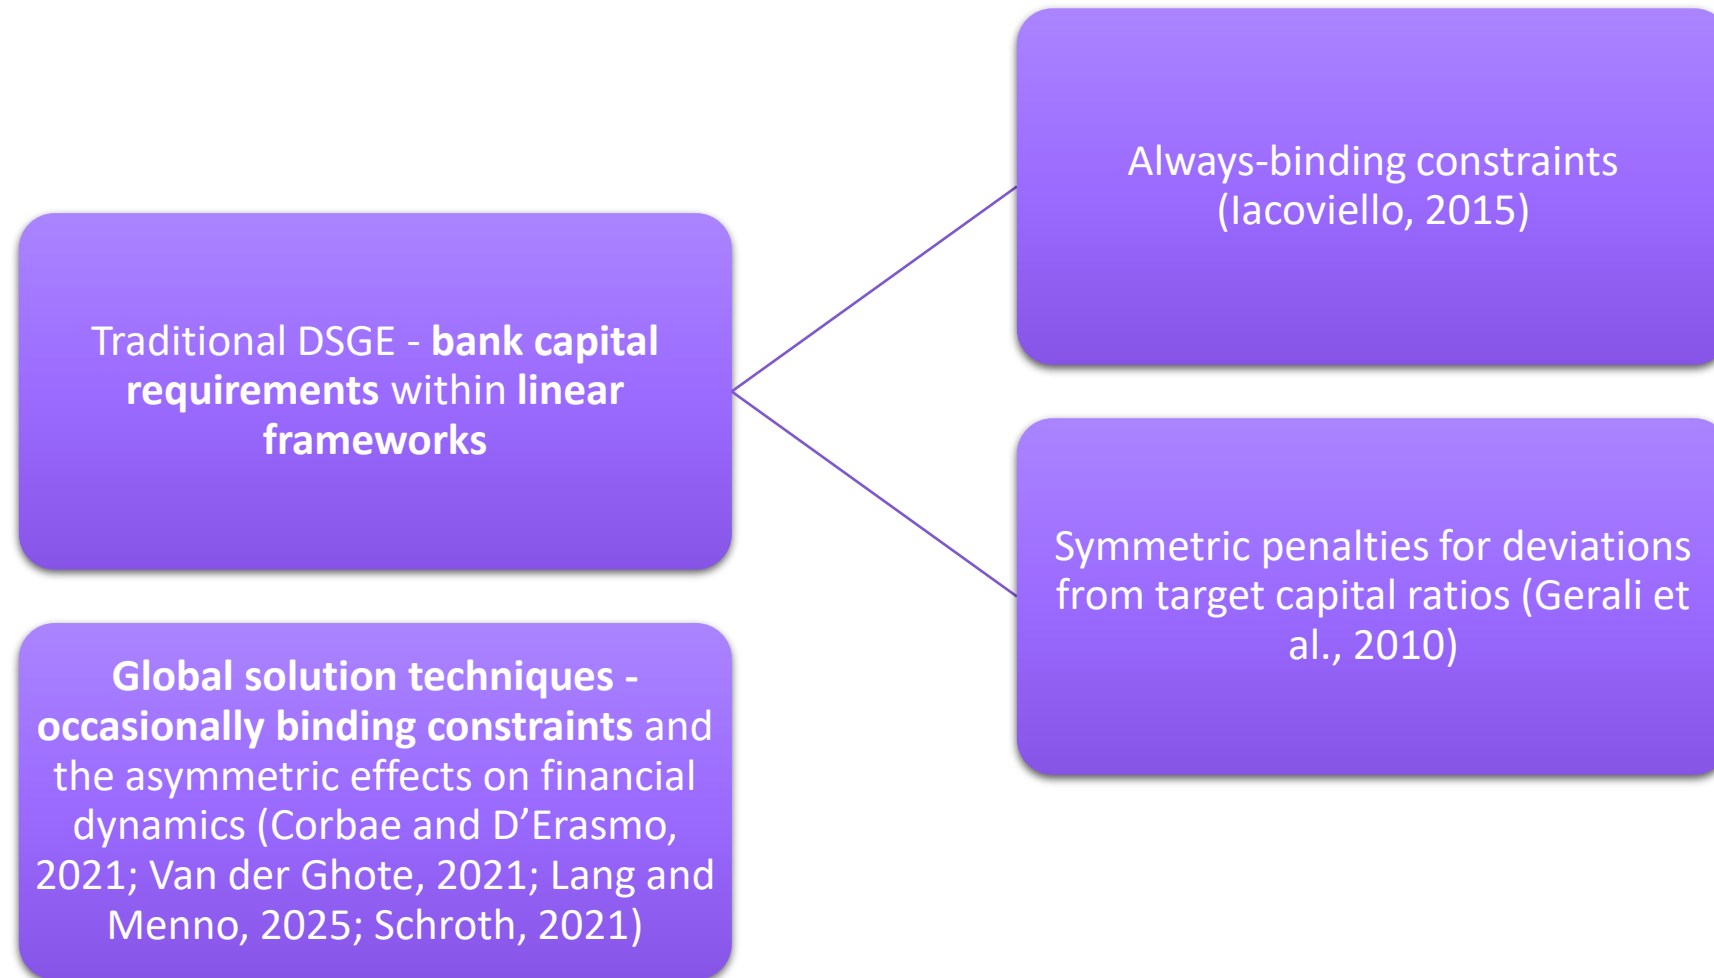 Traditional DSGE - bank capital
requirements within linear
frameworks
Always-binding constraints
(Iacoviello, 2015)
Symmetric penalties for deviations
from target capital ratios (Gerali et
al., 2010)
Global solution techniques -
occasionally binding constraints and
the asymmetric effects on financial
dynamics (Corbae and D’Erasmo,
2021; Van der Ghote, 2021; Lang and
Menno, 2025; Schroth, 2021)